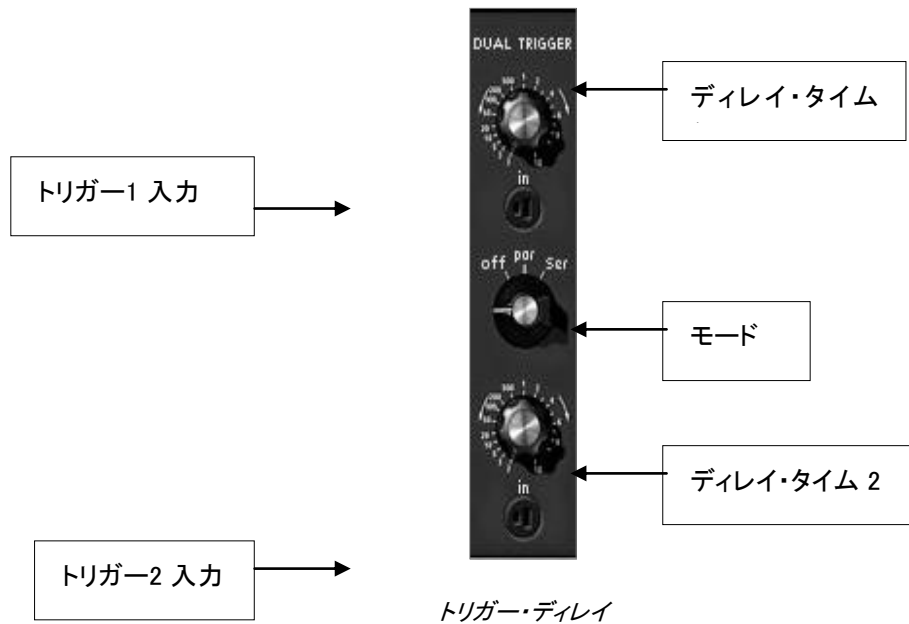 DUAL TRIGGER
ディレイ・タイム
トリガー1 入力
in
off par Ser
モード
ディレイ・タイム 2
in
トリガー2 入力
トリガー・ディレイ